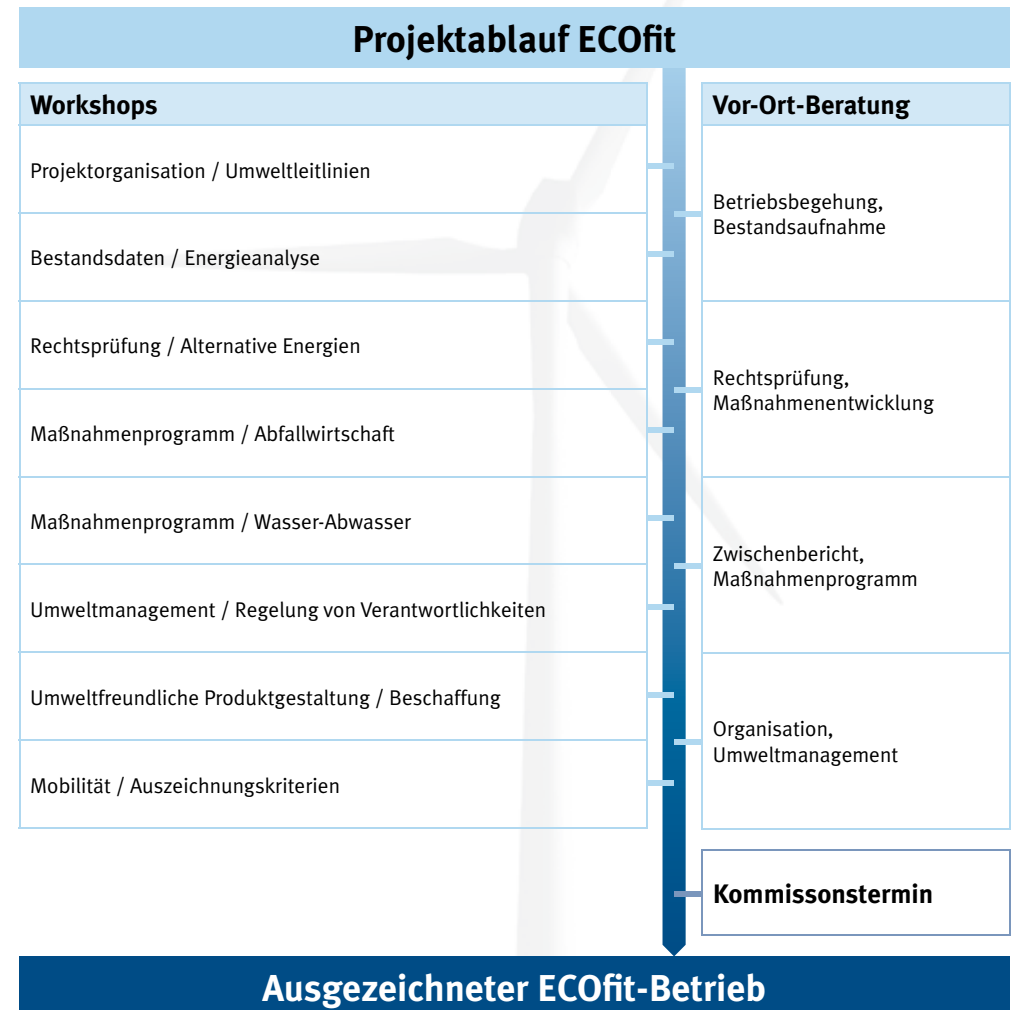 Projektablauf ECOfit
Workshops
Projektorganisation / Umweltleitlinien
Bestandsdaten / Energieanalyse
Rechtsprüfung / Alternative Energien
Maßnahmenprogramm / Abfallwirtschaft
Maßnahmenprogramm / Wasser-Abwasser
Umweltmanagement / Regelung von Verantwortlichkeiten
Umweltfreundliche Produktgestaltung / Beschaffung
Mobilität / Auszeichnungskriterien
Vor-Ort-Beratung
Betriebsbegehung,
Bestandsaufnahme
Rechtsprüfung,
Maßnahmenentwicklung
Zwischenbericht,
Maßnahmenprogramm
Organisation,
Umweltmanagement
Kommissonstermin
Ausgezeichneter ECOfit-Betrieb